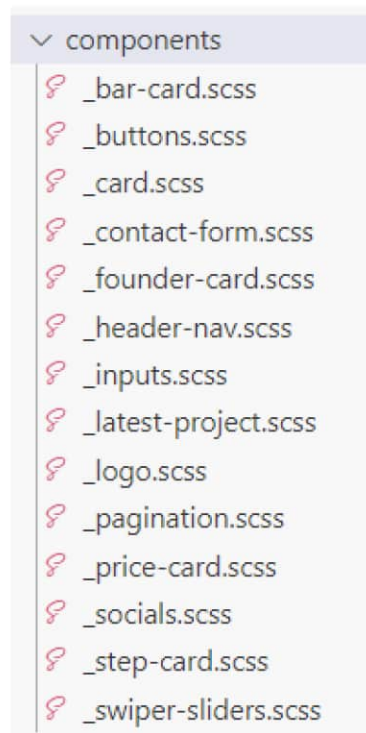 components
_bar-card.scss
_buttons.scss
_card.scss
_contact-form.scss
_founder-card.scss
_header-nav.scss
_inputs.scss
_latest-project.scss
_logo.scss
_pagination.scss
_price-card.scss
_socials.scss
_step-card.scss
_swiper-sliders.scss